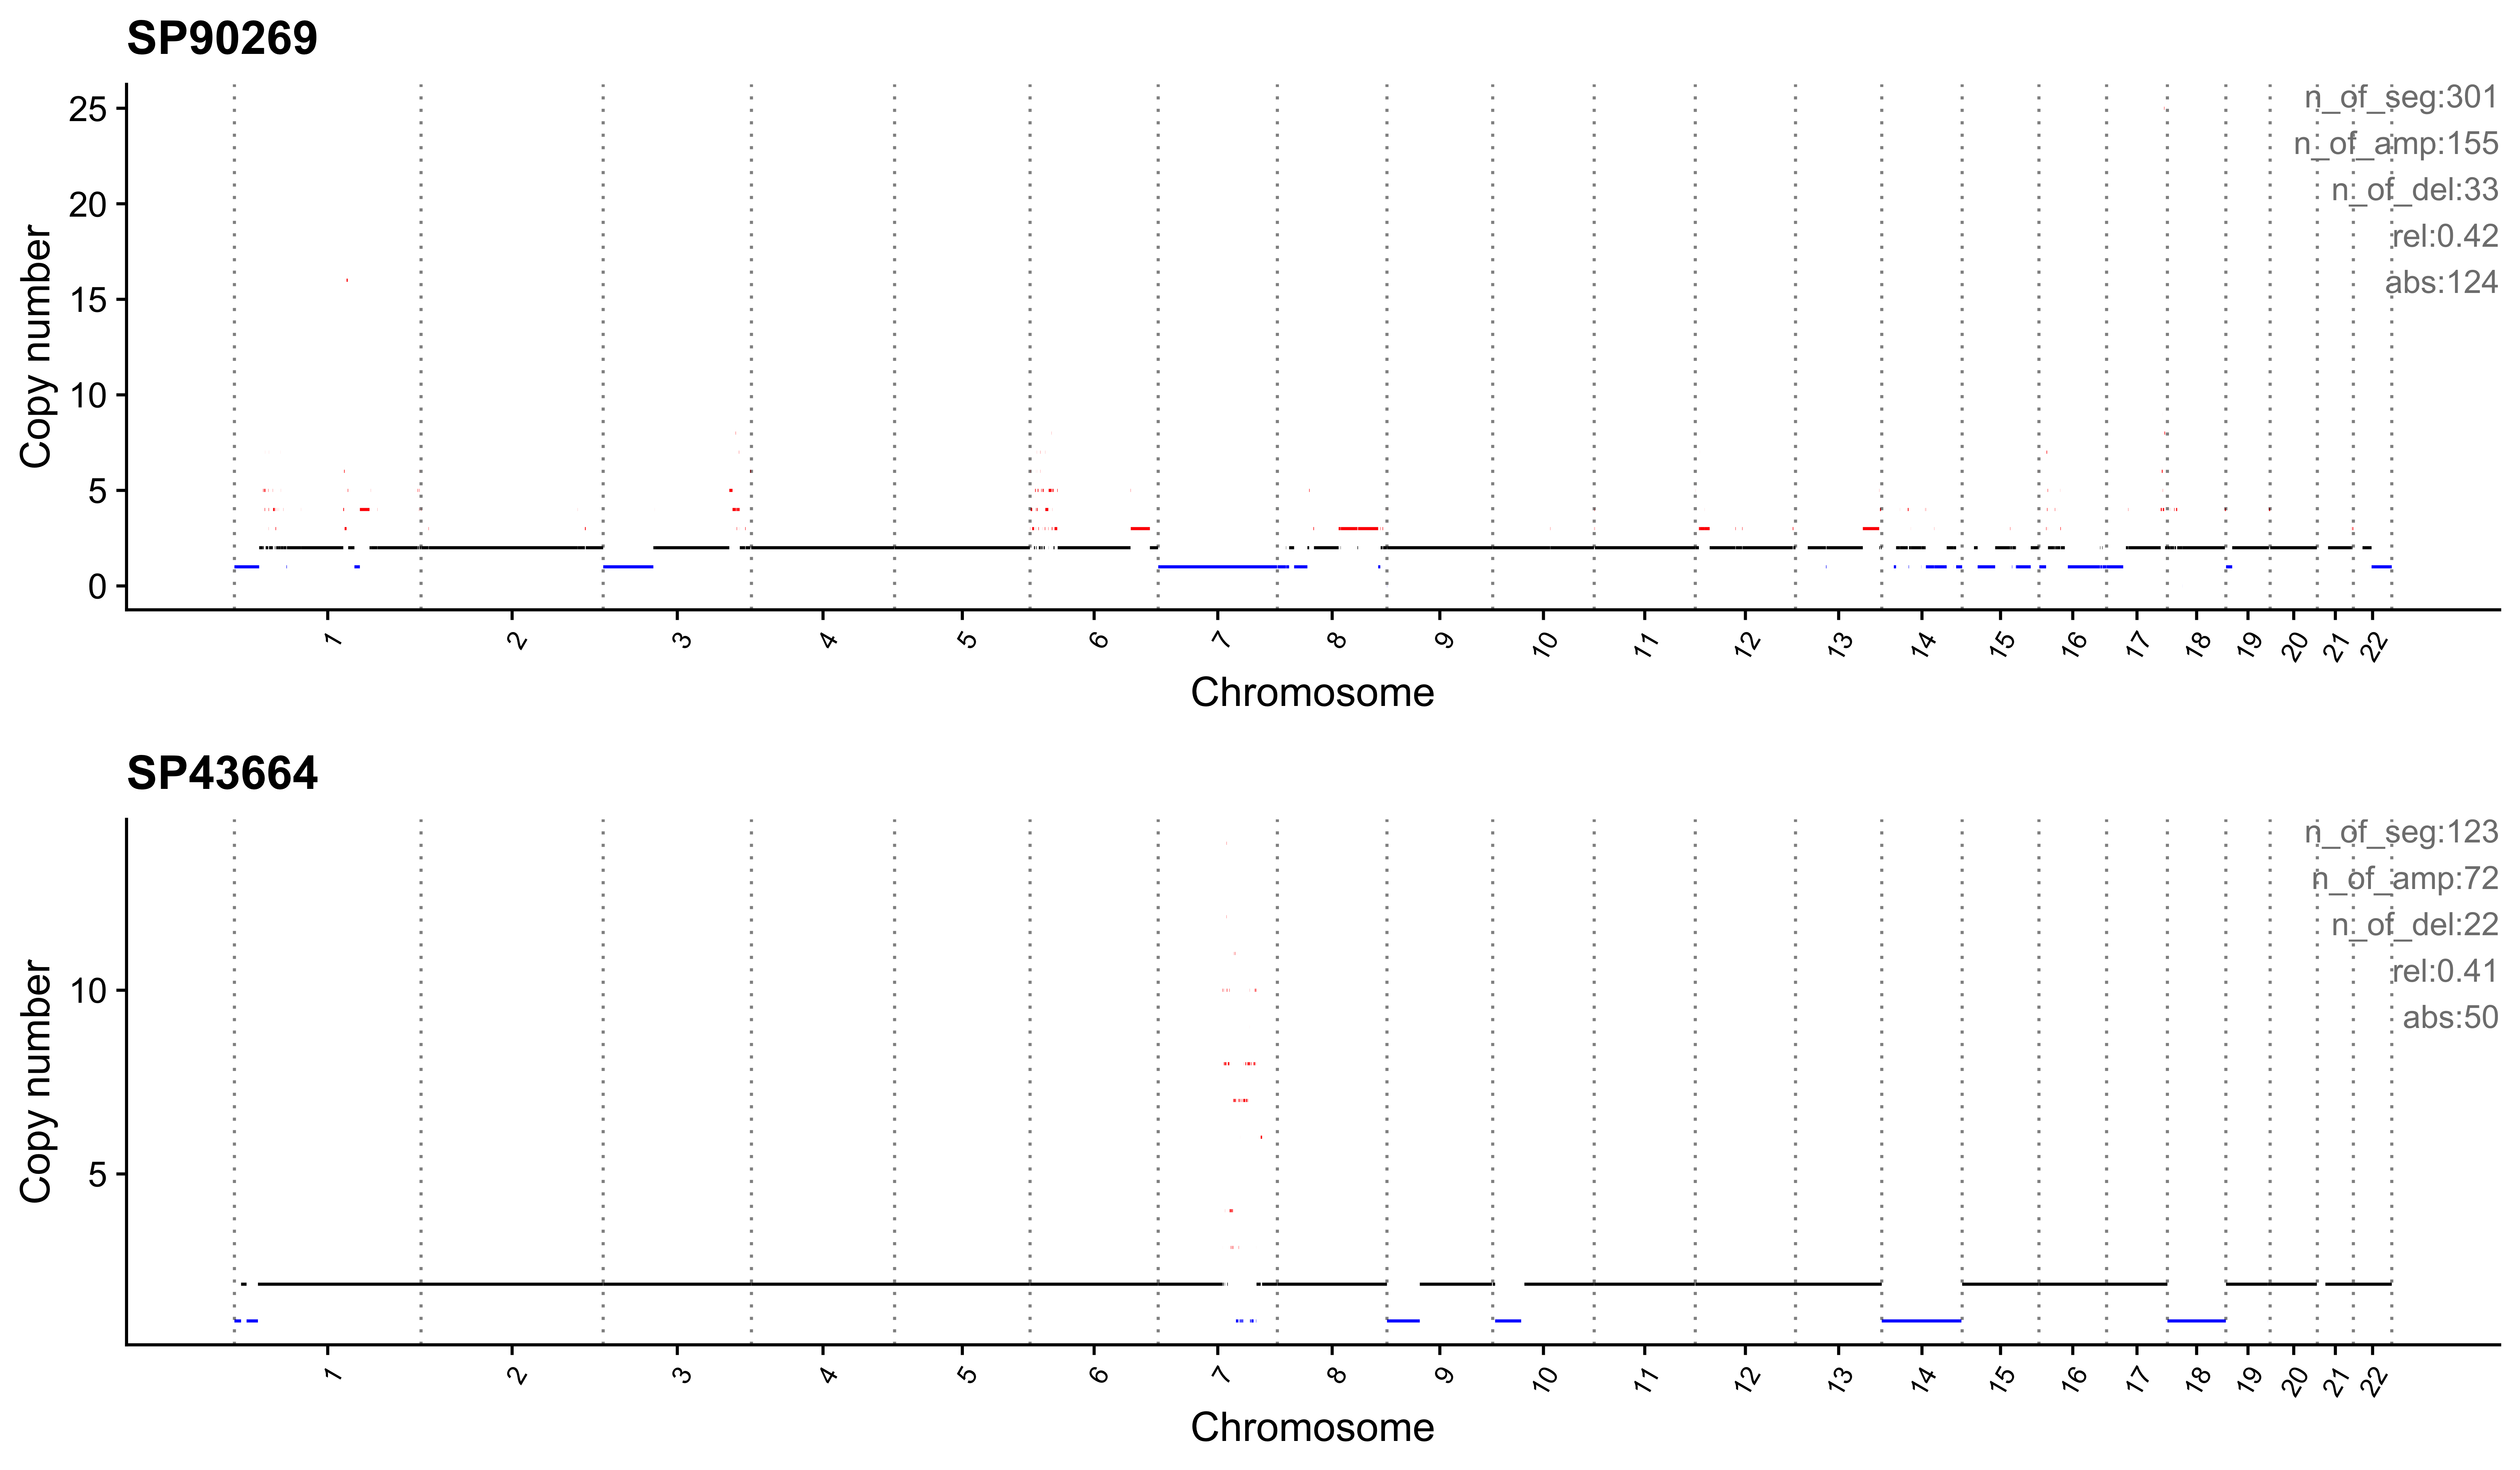 SP90269
25
20
15
10
5
0
Copy number
n_of_seg:301
n_of_amp:155
n_of_del:33
rel:0.42
abs:124
1 2 3 4 5 6 7 8 9 10 11 12 13 14 15 16 17 18 19 20 21 22
Chromosome
SP43664
10
5
Copy number
n_of_seg:123
n_of_amp:72
n_of_del:22
rel:0.41
abs:50
1 2 3 4 5 6 7 8 9 10 11 12 13 14 15 16 17 18 19 20 21 22
Chromosome